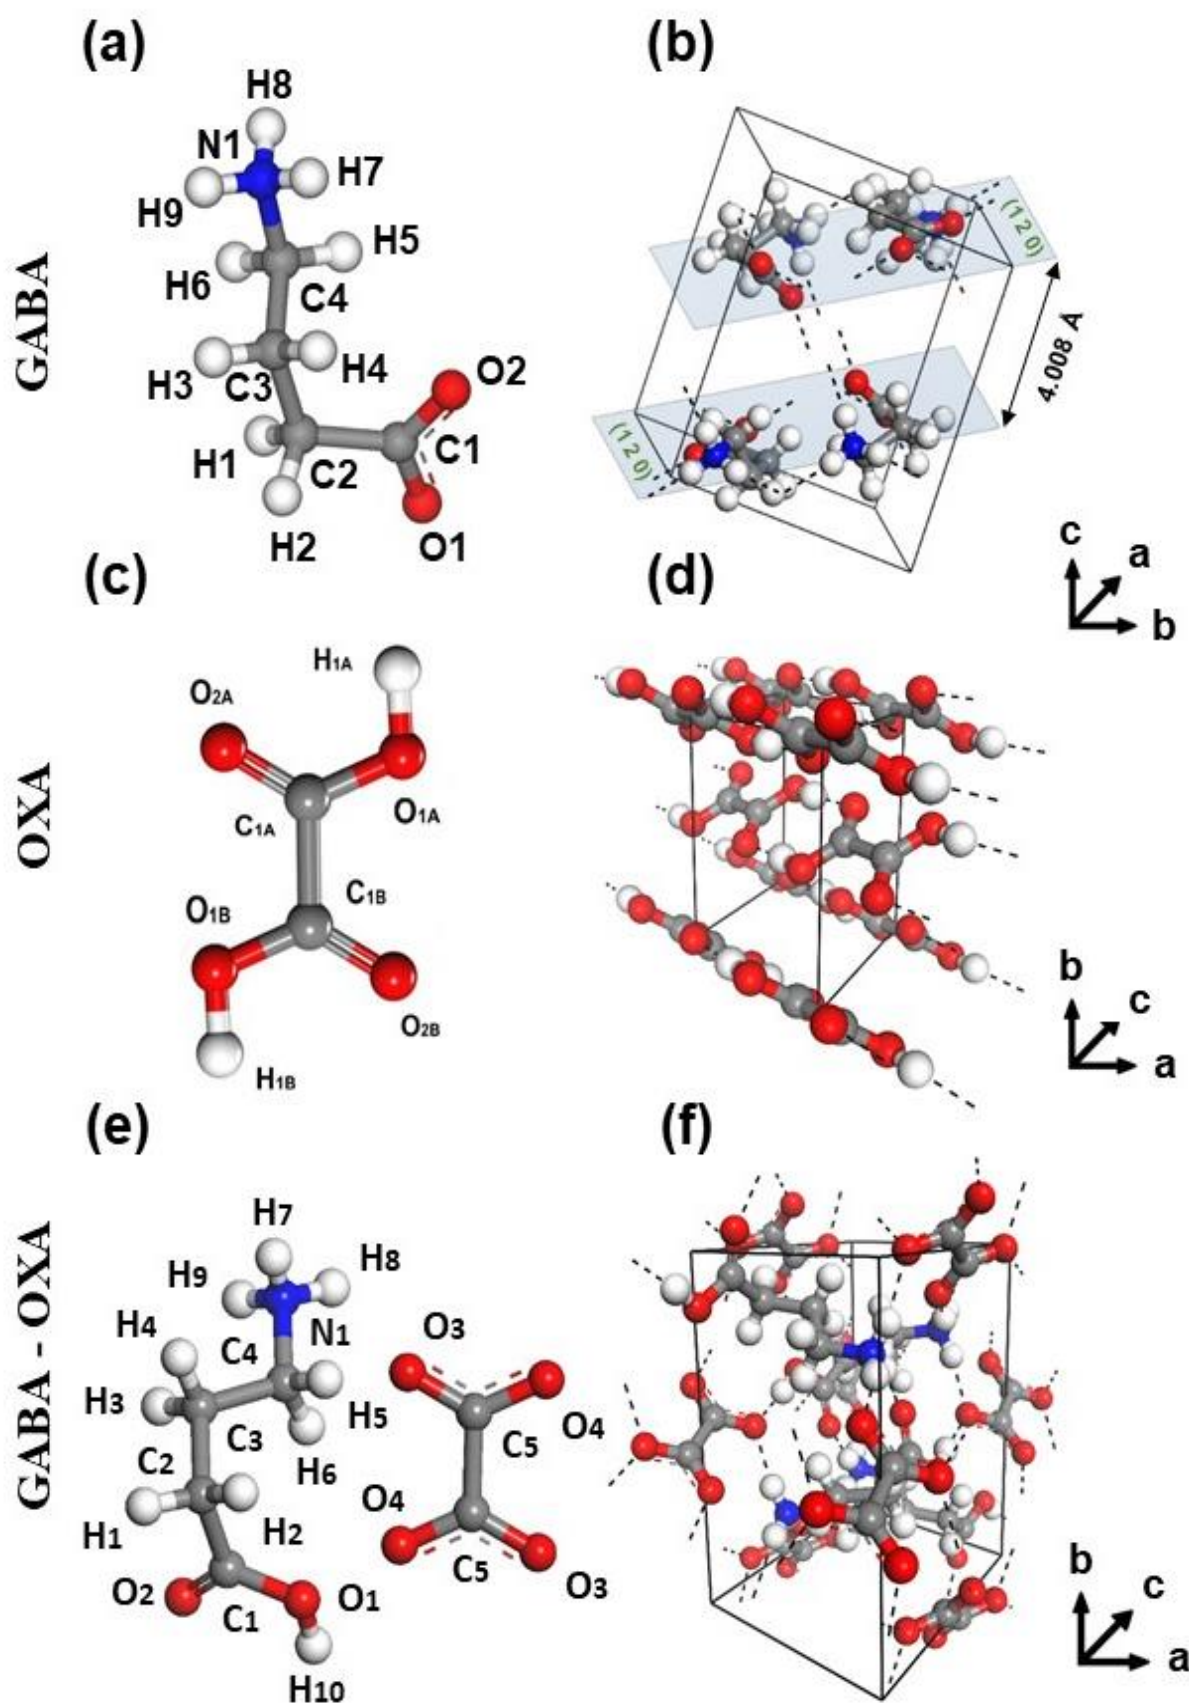 (a)
(b)
GABA
H8
N1
H7
H9
H5
H6
C4
H3
C3
H4
O2
H1
C2
C1
H2
O1
(1 2 0)
4.008 Å
(1 2 0)
c
a
b
(c)
(d)
OXA
H1A
O2A
C1A
O1A
O1B
C1B
O2B
H1B
b
c
a
(e)
(f)
GABA - OXA
H7
H9
H8
H4
C4
N1
O3
H3
C3
H5
C5
O4
C2
H6
O4
H1
H2
C5
O3
O2
C1
O1
H10
b
c
a